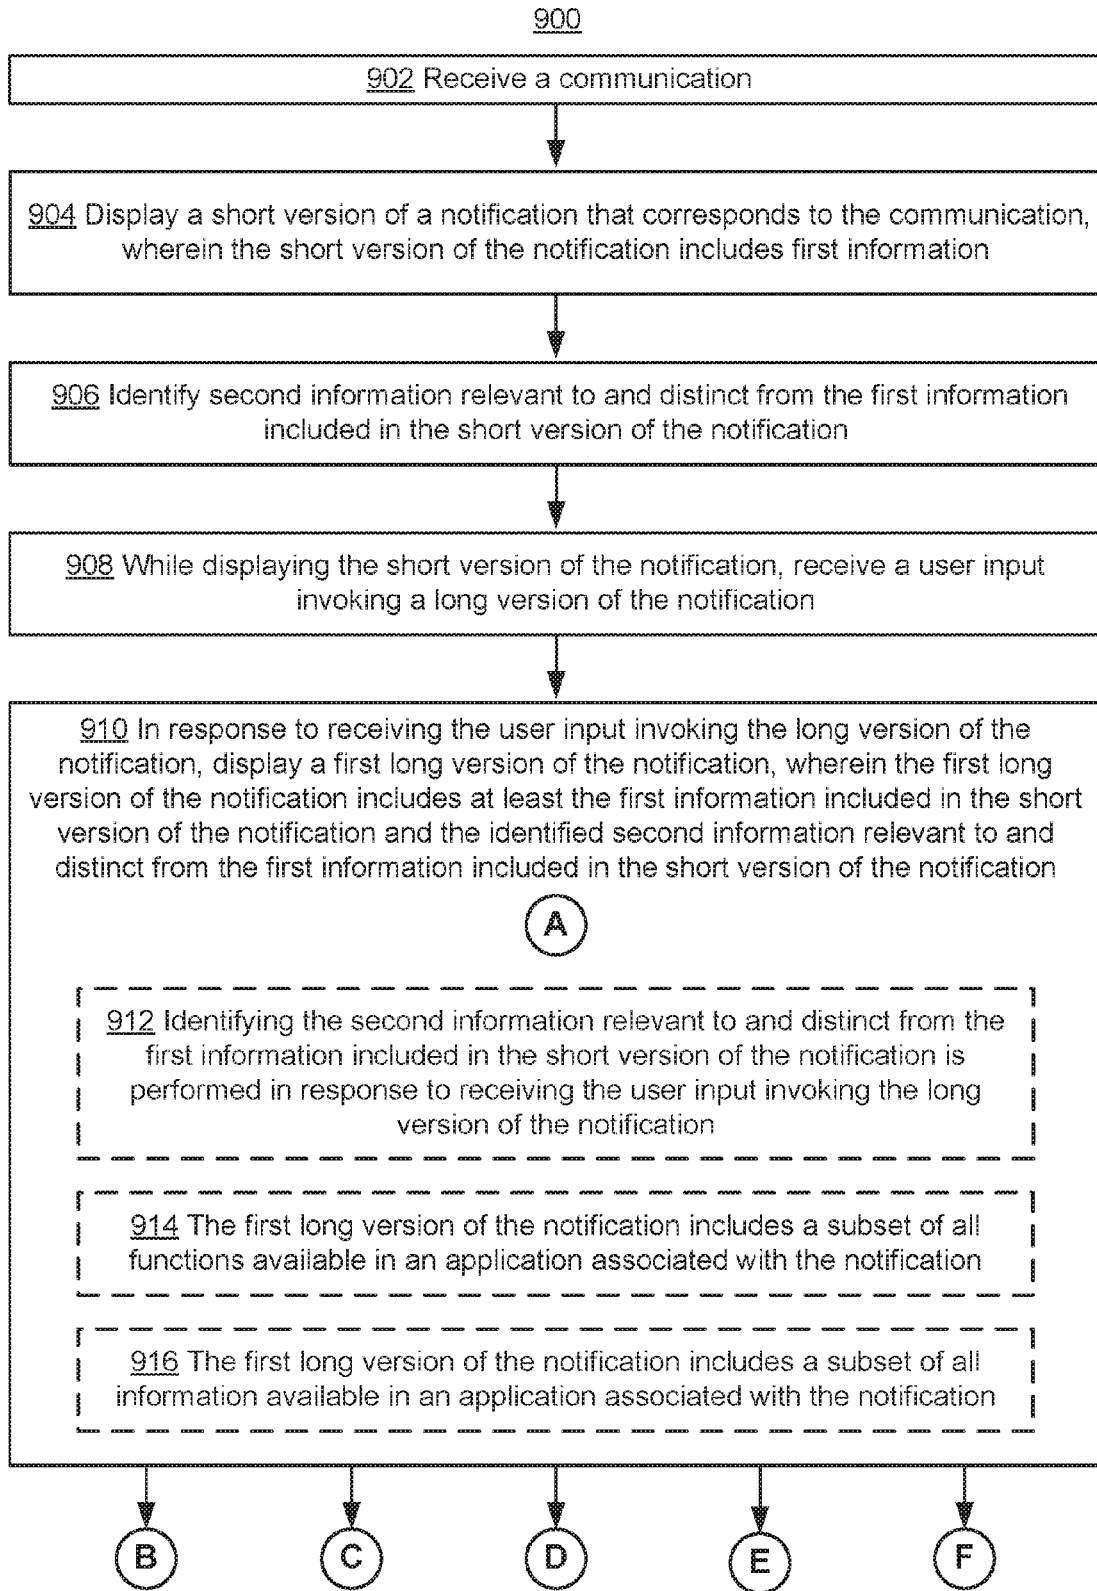 900
902 Receive a communication
904 Display a short version of a notification that corresponds to the communication,
wherein the short version of the notification includes first information
906 Identify second information relevant to and distinct from the first information
included in the short version of the notification
908 While displaying the short version of the notification, receive a user input
invoking a long version of the notification
910 In response to receiving the user input invoking the long version of the
notification, display a first long version of the notification, wherein the first long
version of the notification includes at least the first information included in the short
version of the notification and the identified second information relevant to and
distinct from the first information included in the short version of the notification
A
912 Identifying the second information relevant to and distinct from the
first information included in the short version of the notification is
performed in response to receiving the user input invoking the long
version of the notification
914 The first long version of the notification includes a subset of all
functions available in an application associated with the notification
916 The first long version of the notification includes a subset of all
information available in an application associated with the notification
B C D E F